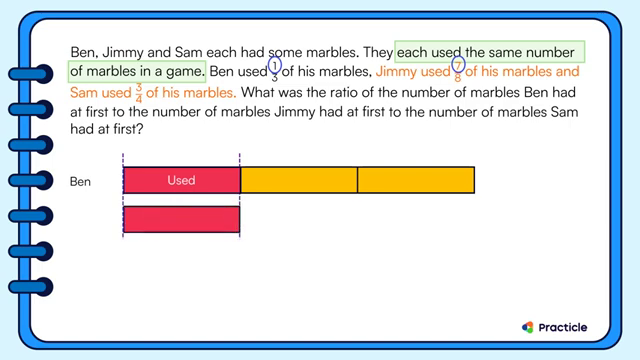 Ben, Jimmy and Sam each had some marbles. They each used the same number
of marbles in a game. Ben used 1/3 of his marbles, Jimmy used 7/8 of his marbles and
Sam used 3/4 of his marbles. What was the ratio of the number of marbles Ben had
at first to the number of marbles Jimmy had at first to the number of marbles Sam
had at first?
Ben Used
Practicle